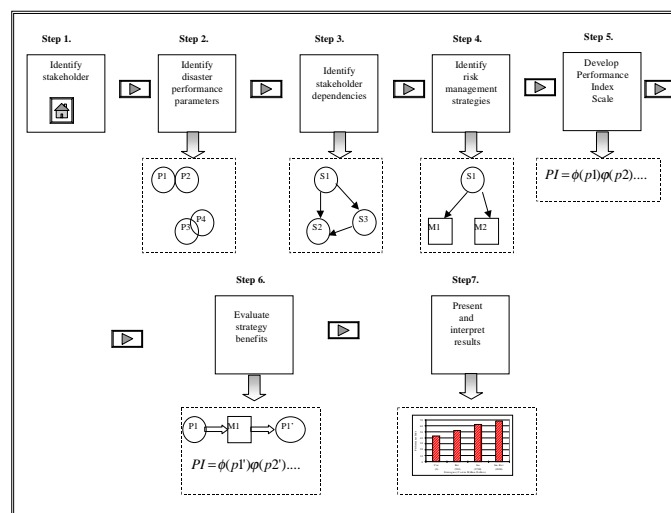 Step 1.
Identify
stakeholder
Step 2.
Identify
disaster
performance
parameters
P1 P2
P4
P3
Step 3.
Identify
stakeholder
dependencies
S1
S3
S2
Step 4.
Identify
risk
management
strategies
S1
M1 M2
Step 5.
Develop
Performance
Index
Scale
PI = ϕ(p1)φ(p2)....
Step 6.
Evaluate
strategy
benefits
P1 M1 P1'
PI = ϕ(p1')φ(p2')....
Step7.
Present
and
interpret
results